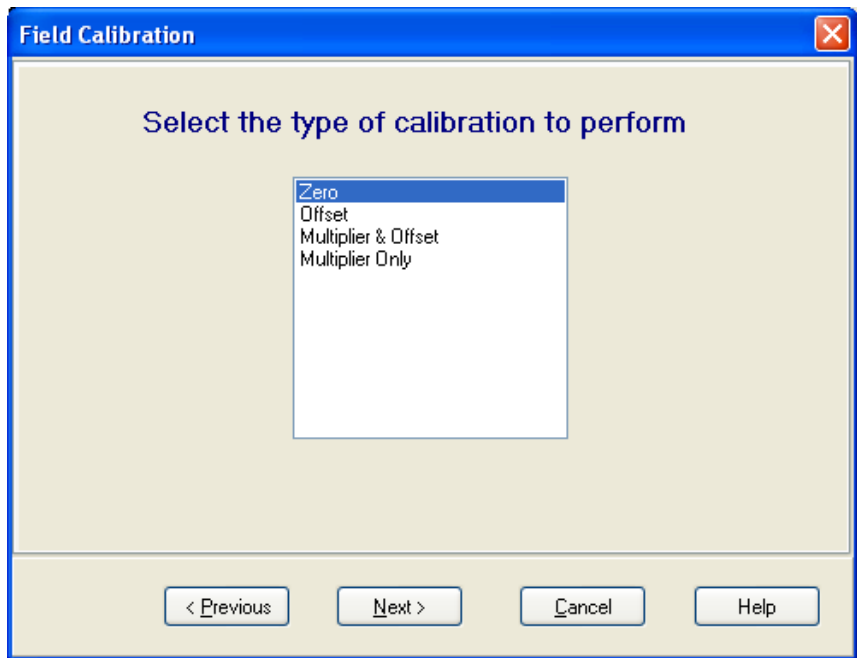 Field Calibration
Select the type of calibration to perform
Zero
Offset
Multiplier & Offset
Multiplier Only
< Previous
Next >
Cancel
Help